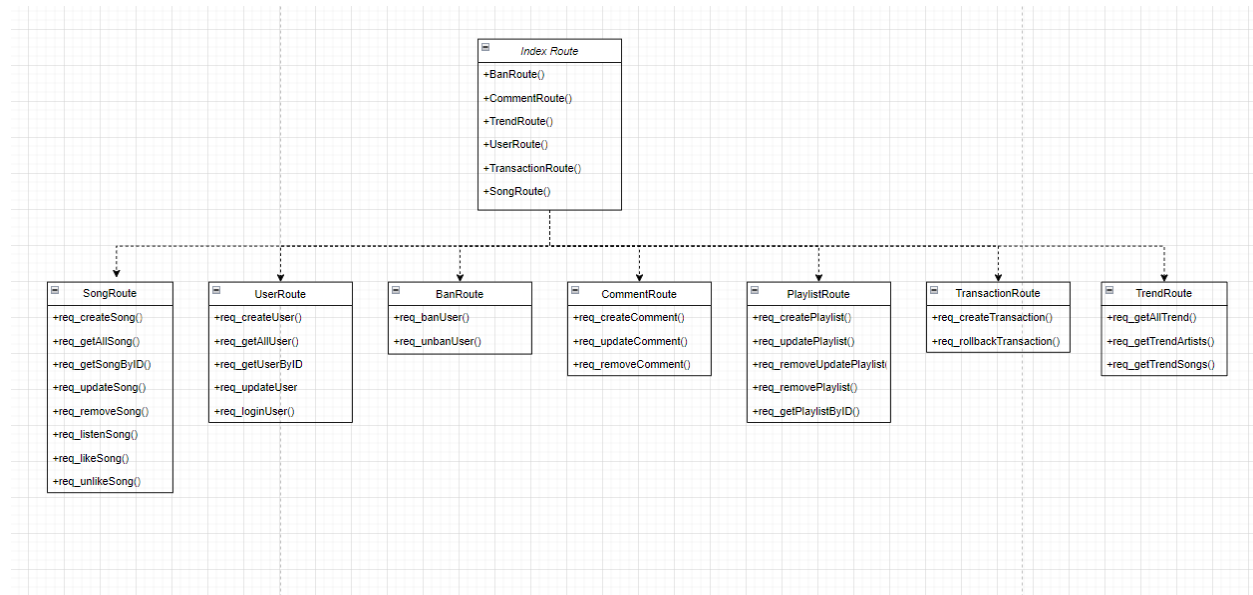 Index Route
+BanRoute()
+CommentRoute()
+TrendRoute()
+UserRoute()
+TransactionRoute()
+SongRoute()
SongRoute
+req_createSong()
+req_getAllSong()
+req_getSongByID()
+req_updateSong()
+req_removeSong()
+req_listenSong()
+req_likeSong()
+req_unlikeSong()
UserRoute
+req_createUser()
+req_getAllUser()
+req_getUserByID
+req_updateUser
+req_loginUser()
BanRoute
+req_banUser()
+req_unbanUser()
CommentRoute
+req_createComment()
+req_updateComment()
+req_removeComment()
PlaylistRoute
+req_createPlaylist()
+req_updatePlaylist()
+req_removeUpdatePlaylist(
+req_removePlaylist()
+req_getPlaylistByID()
TransactionRoute
+req_createTransaction()
+req_rollbackTransaction()
TrendRoute
+req_getAllTrend()
+req_getTrendArtists()
+req_getTrendSongs()